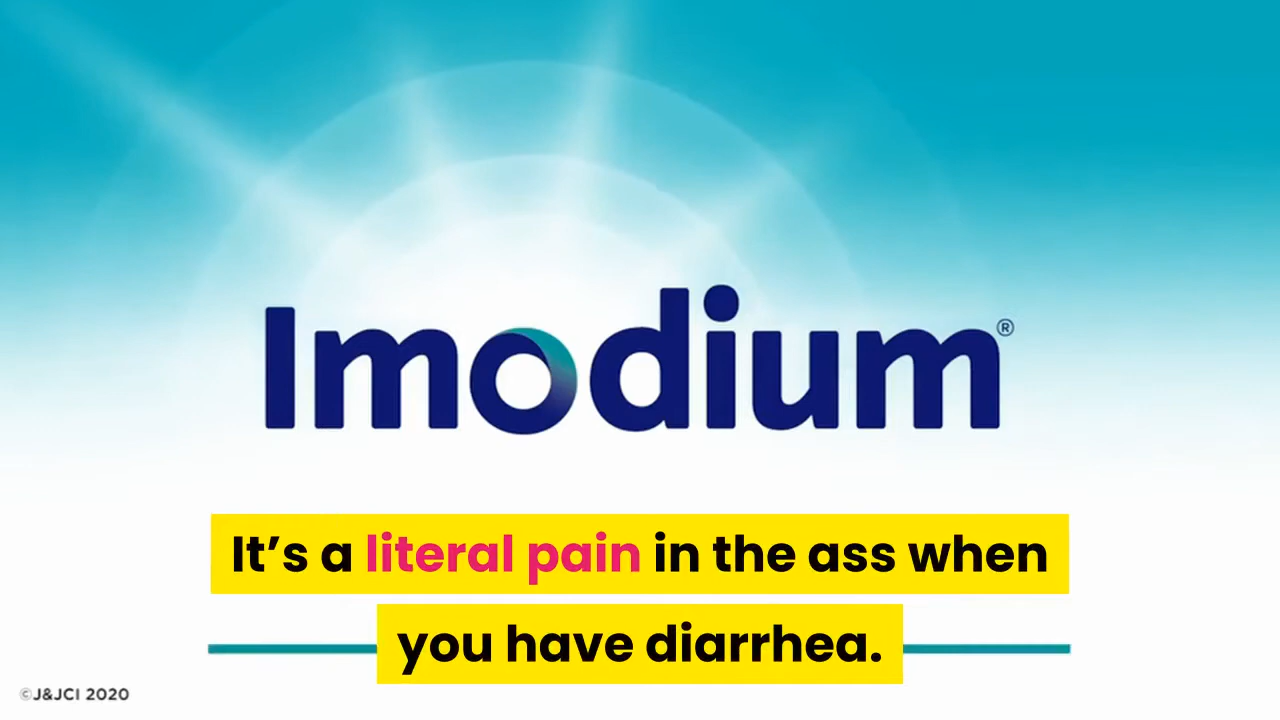 Imodium®
It’s a literal pain in the ass when
you have diarrhea.
©J&JCI 2020